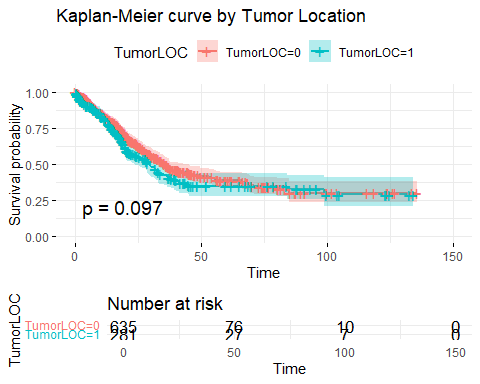 Kaplan-Meier curve by Tumor Location
TumorLOC TumorLOC=0 TumorLOC=1
Survival probability
1.00
0.75
0.50
0.25
0.00
p = 0.097
0 50 100 150
Time
Number at risk
TumorLOC
TumorLOC=0 635 76 10 0
TumorLOC=1 281 27 7 0
0 50 100 150
Time